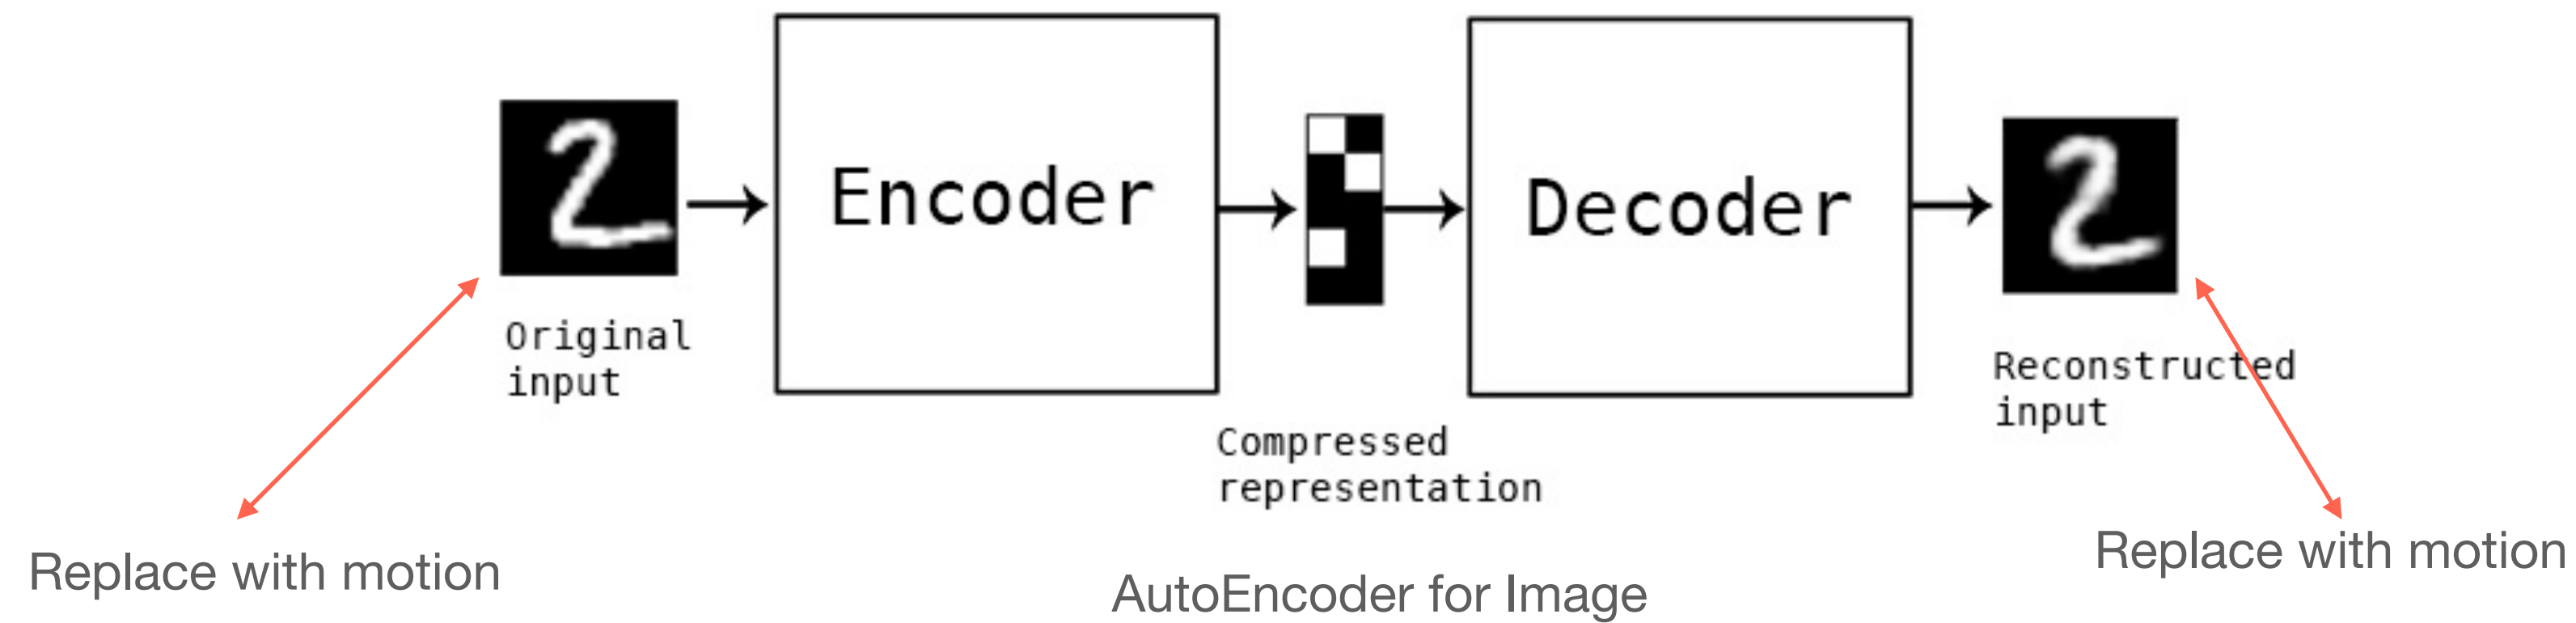 Encoder
Decoder
Original
input
Reconstructed
input
Compressed
representation
Replace with motion
Replace with motion
AutoEncoder for Image